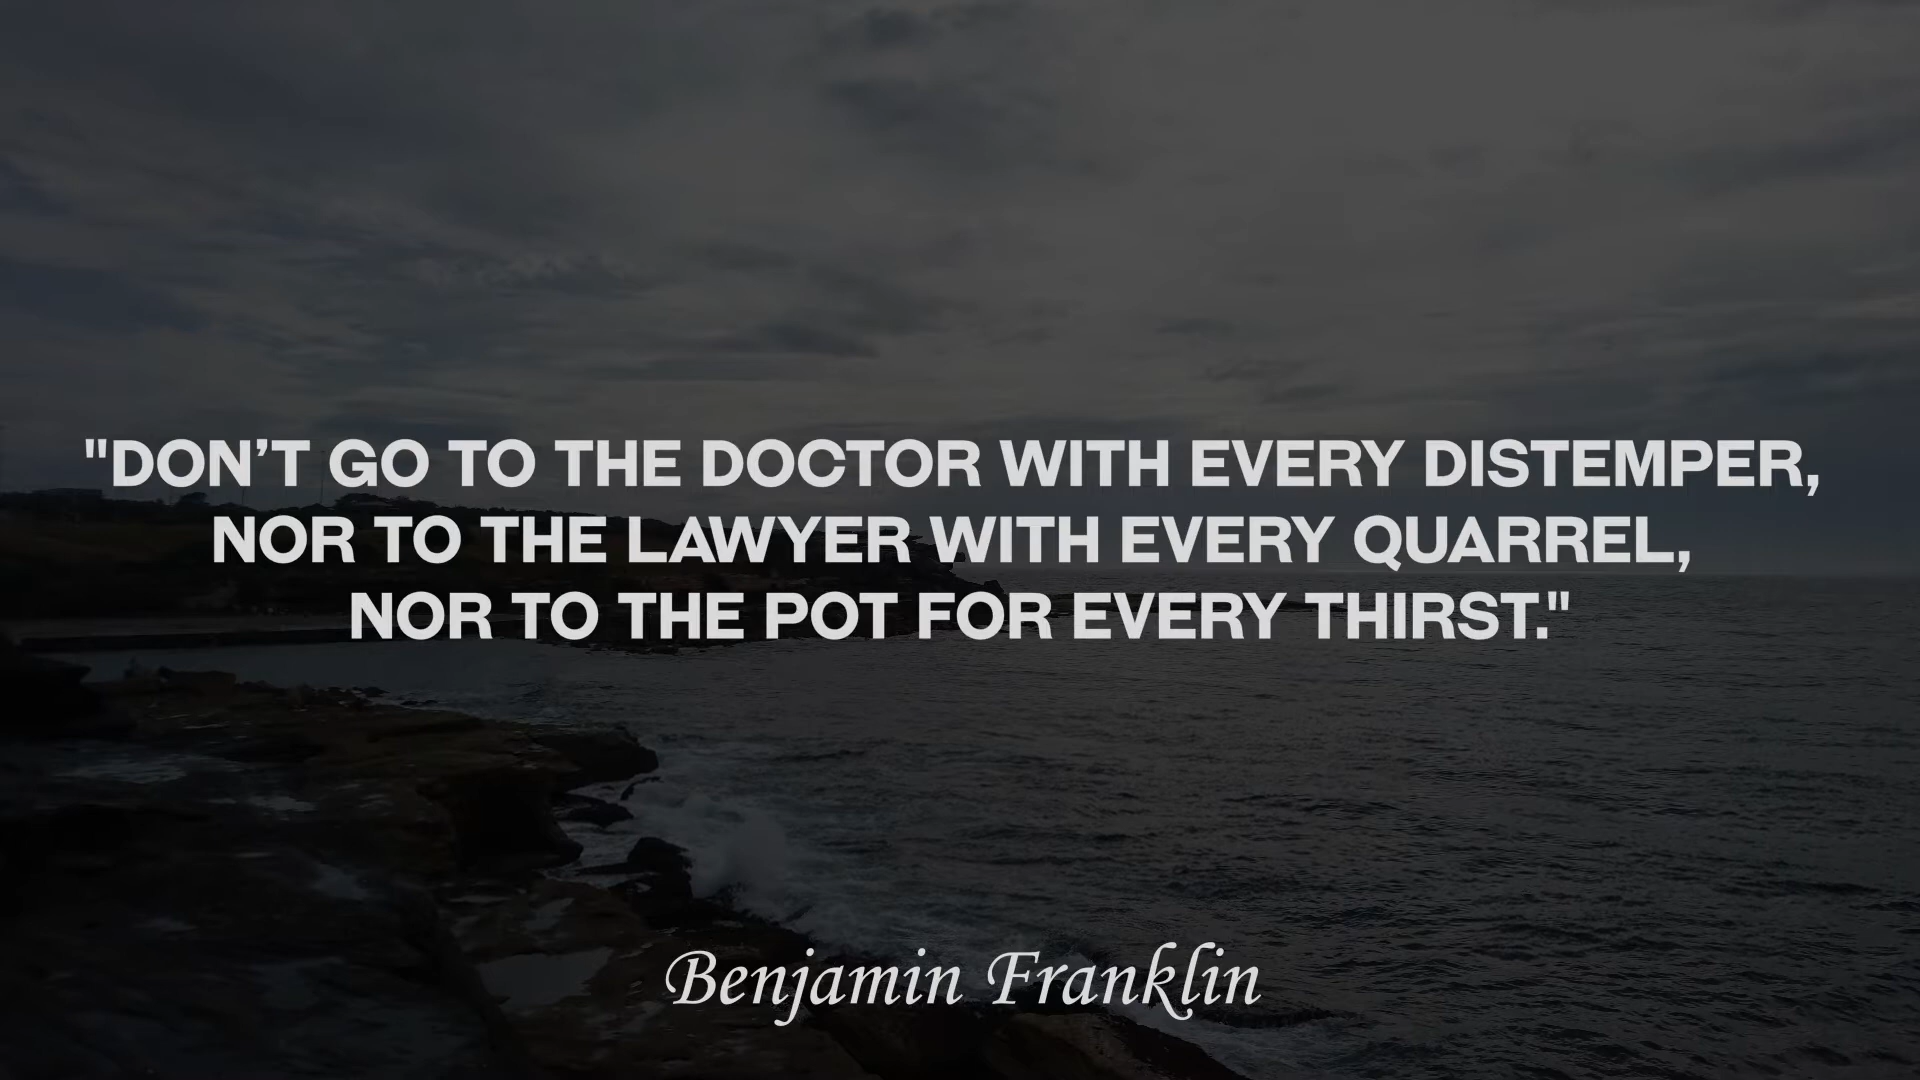 "DON’T GO TO THE DOCTOR WITH EVERY DISTEMPER,
NOR TO THE LAWYER WITH EVERY QUARREL,
NOR TO THE POT FOR EVERY THIRST."
Benjamin Franklin